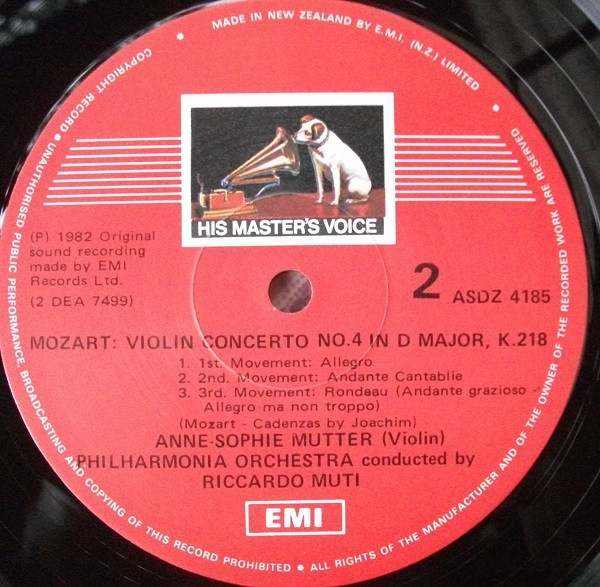 MADE IN NEW ZEALAND BY E.M.I. (N.Z.) LIMITED
COPYRIGHT RECORD • UNAUTHORISED PUBLIC PERFORMANCE, BROADCASTING AND COPYING OF THIS RECORD PROHIBITED • ALL RIGHTS OF THE MANUFACTURER AND OF THE OWNER OF THE RECORDED WORK ARE RESERVED •
HIS MASTER'S VOICE
(P) 1982 Original
sound recording
made by EMI
Records Ltd.
(2 DEA 7499)
2 ASDZ 4185
MOZART: VIOLIN CONCERTO NO.4 IN D MAJOR, K.218
1. 1st. Movement: Allegro
2. 2nd. Movement: Andante Cantablie
3. 3rd. Movement: Rondeau (Andante grazioso -
Allegro ma non troppo)
(Mozart - Cadenzas by Joachim)
ANNE-SOPHIE MUTTER (Violin)
PHILHARMONIA ORCHESTRA conducted by
RICCARDO MUTI
EMI